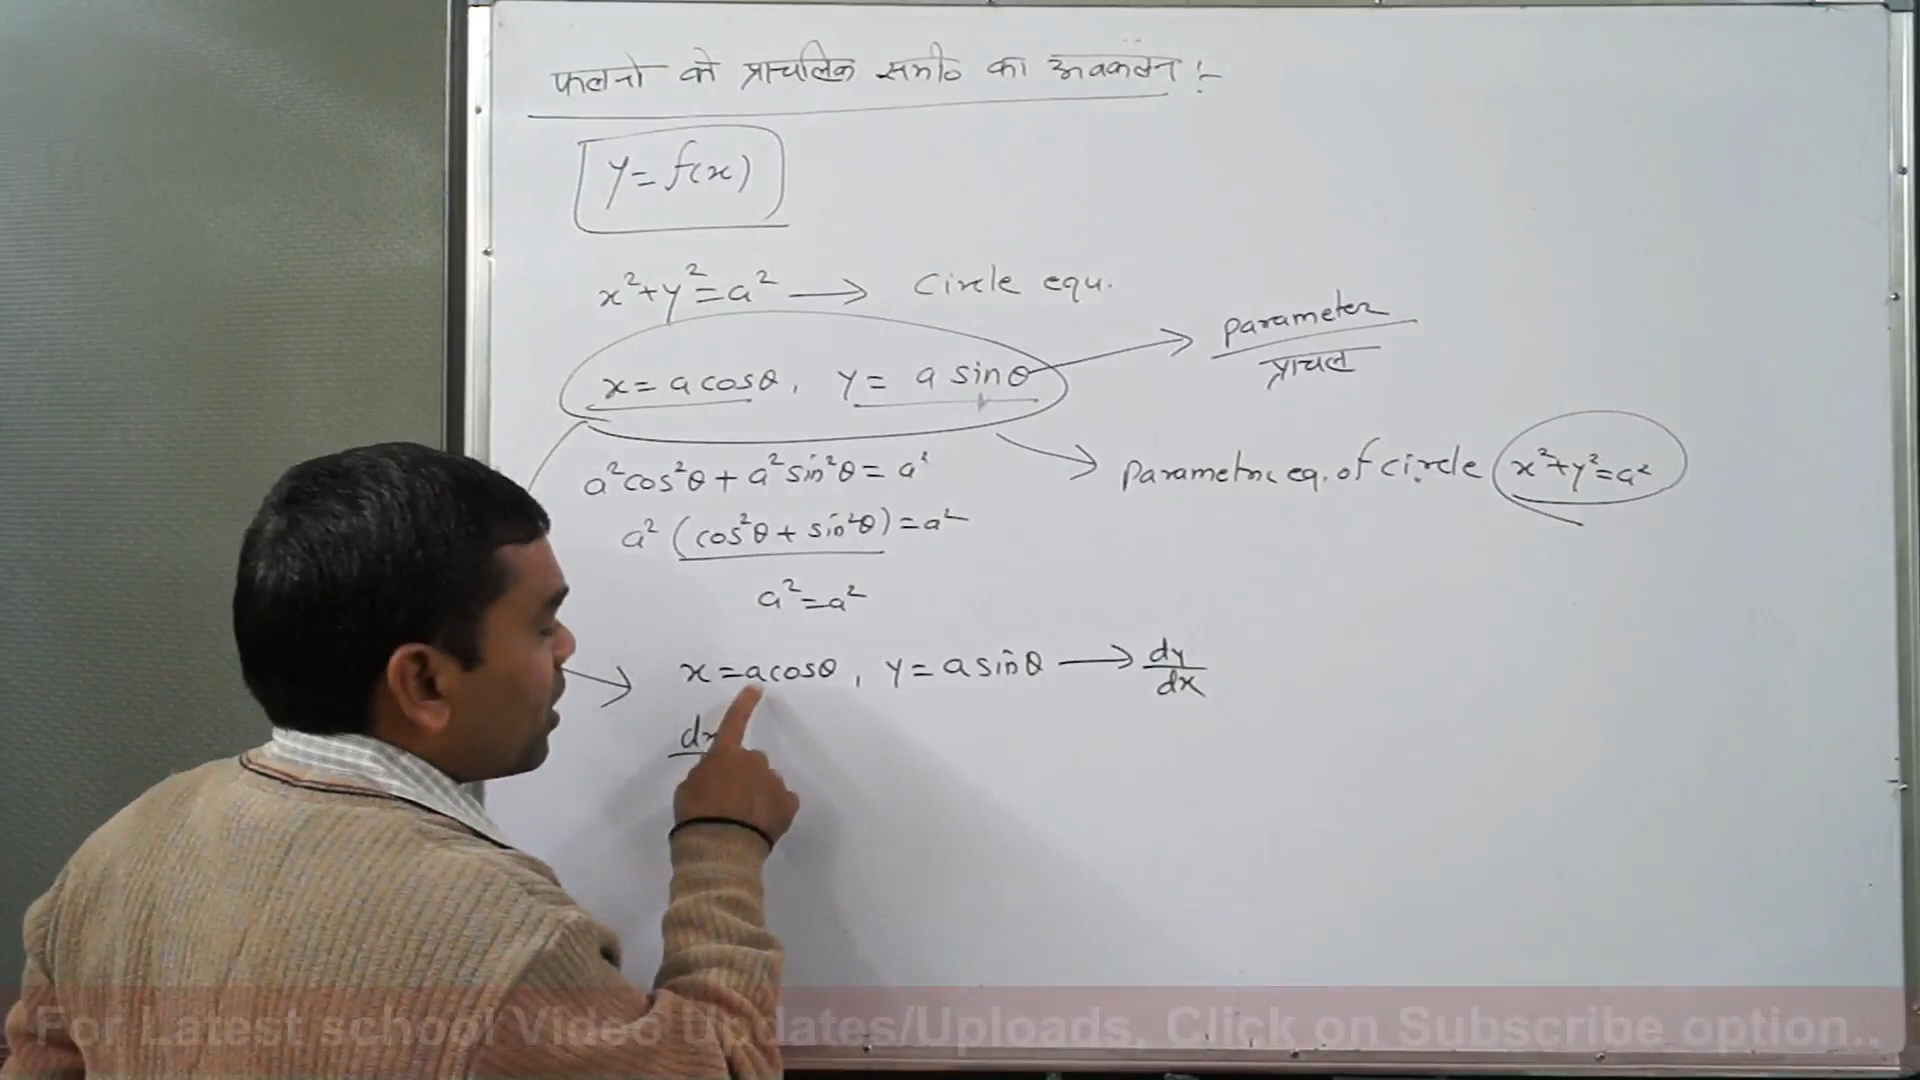 फलनो के प्राचलिक समी० का अवकलन :-
y = f(x)
x²+y²=a² → Circle equ.
x = a cosθ, y = a sinθ → parameter
प्राचल
a²cos²θ + a²sin²θ = a² → Parametric eq. of circle x²+y²=a²
a² (cos²θ + sin²θ) = a²
a² = a²
→ x = a cosθ, y = a sinθ → dy/dx
For Latest school Video Updates/Uploads, Click on Subscribe option..